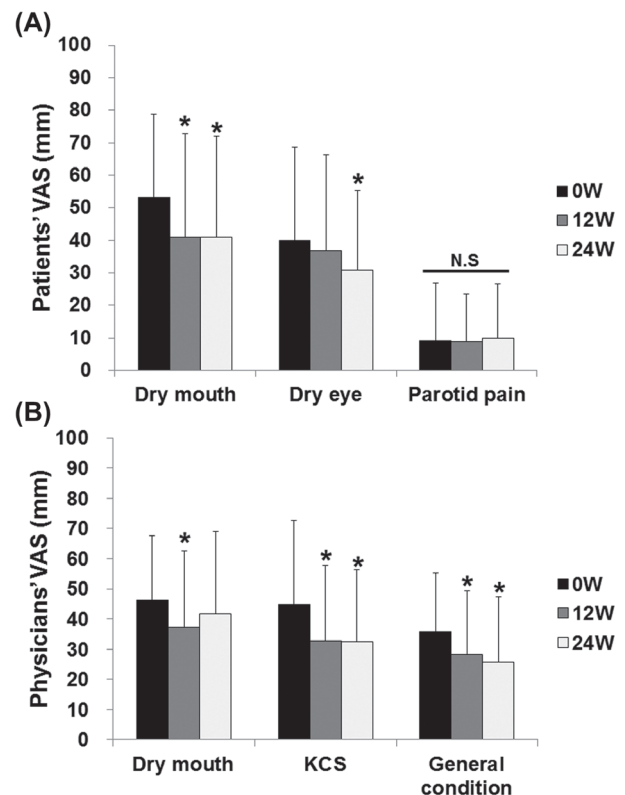 (A)
Patients' VAS (mm)
100
90
80
70
60
50
40
30
20
10
0
* *
*
N.S
0W
12W
24W
Dry mouth Dry eye Parotid pain
(B)
Physicians' VAS (mm)
100
90
80
70
60
50
40
30
20
10
0
*
* *
* *
0W
12W
24W
Dry mouth KCS General
condition